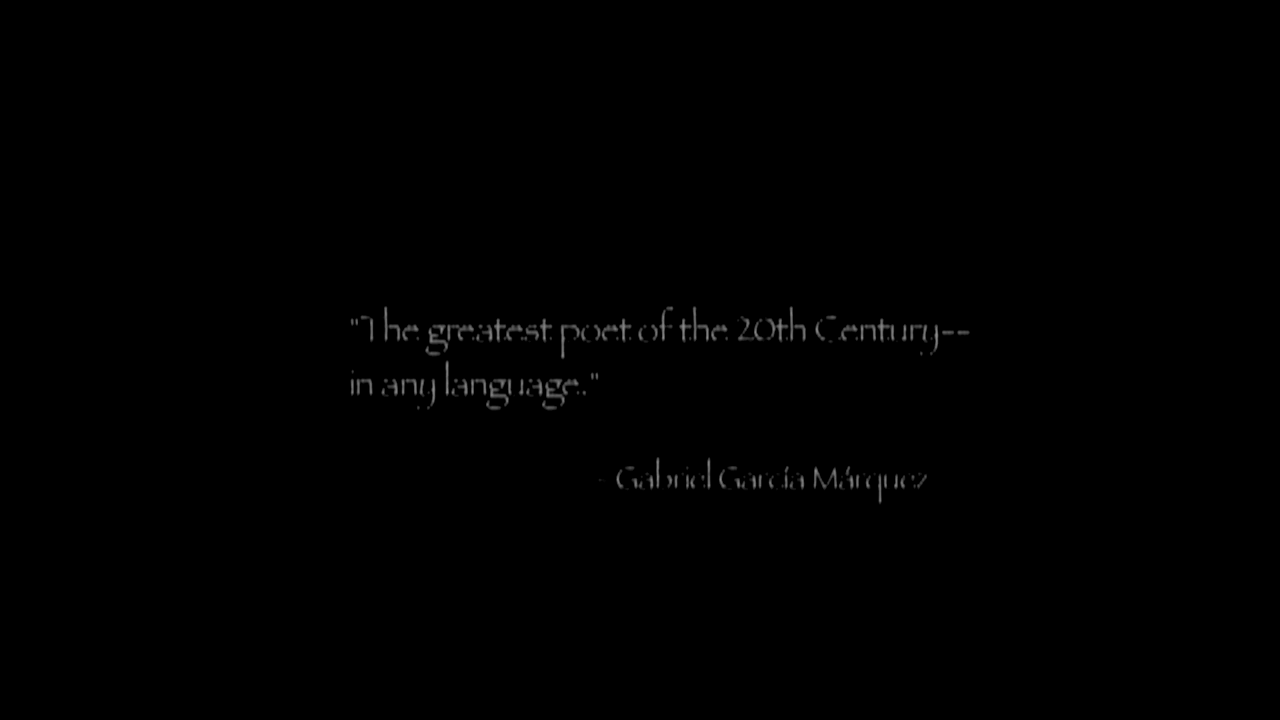 "The greatest poet of the 20th Century--
in any language."
- Gabriel García Márquez